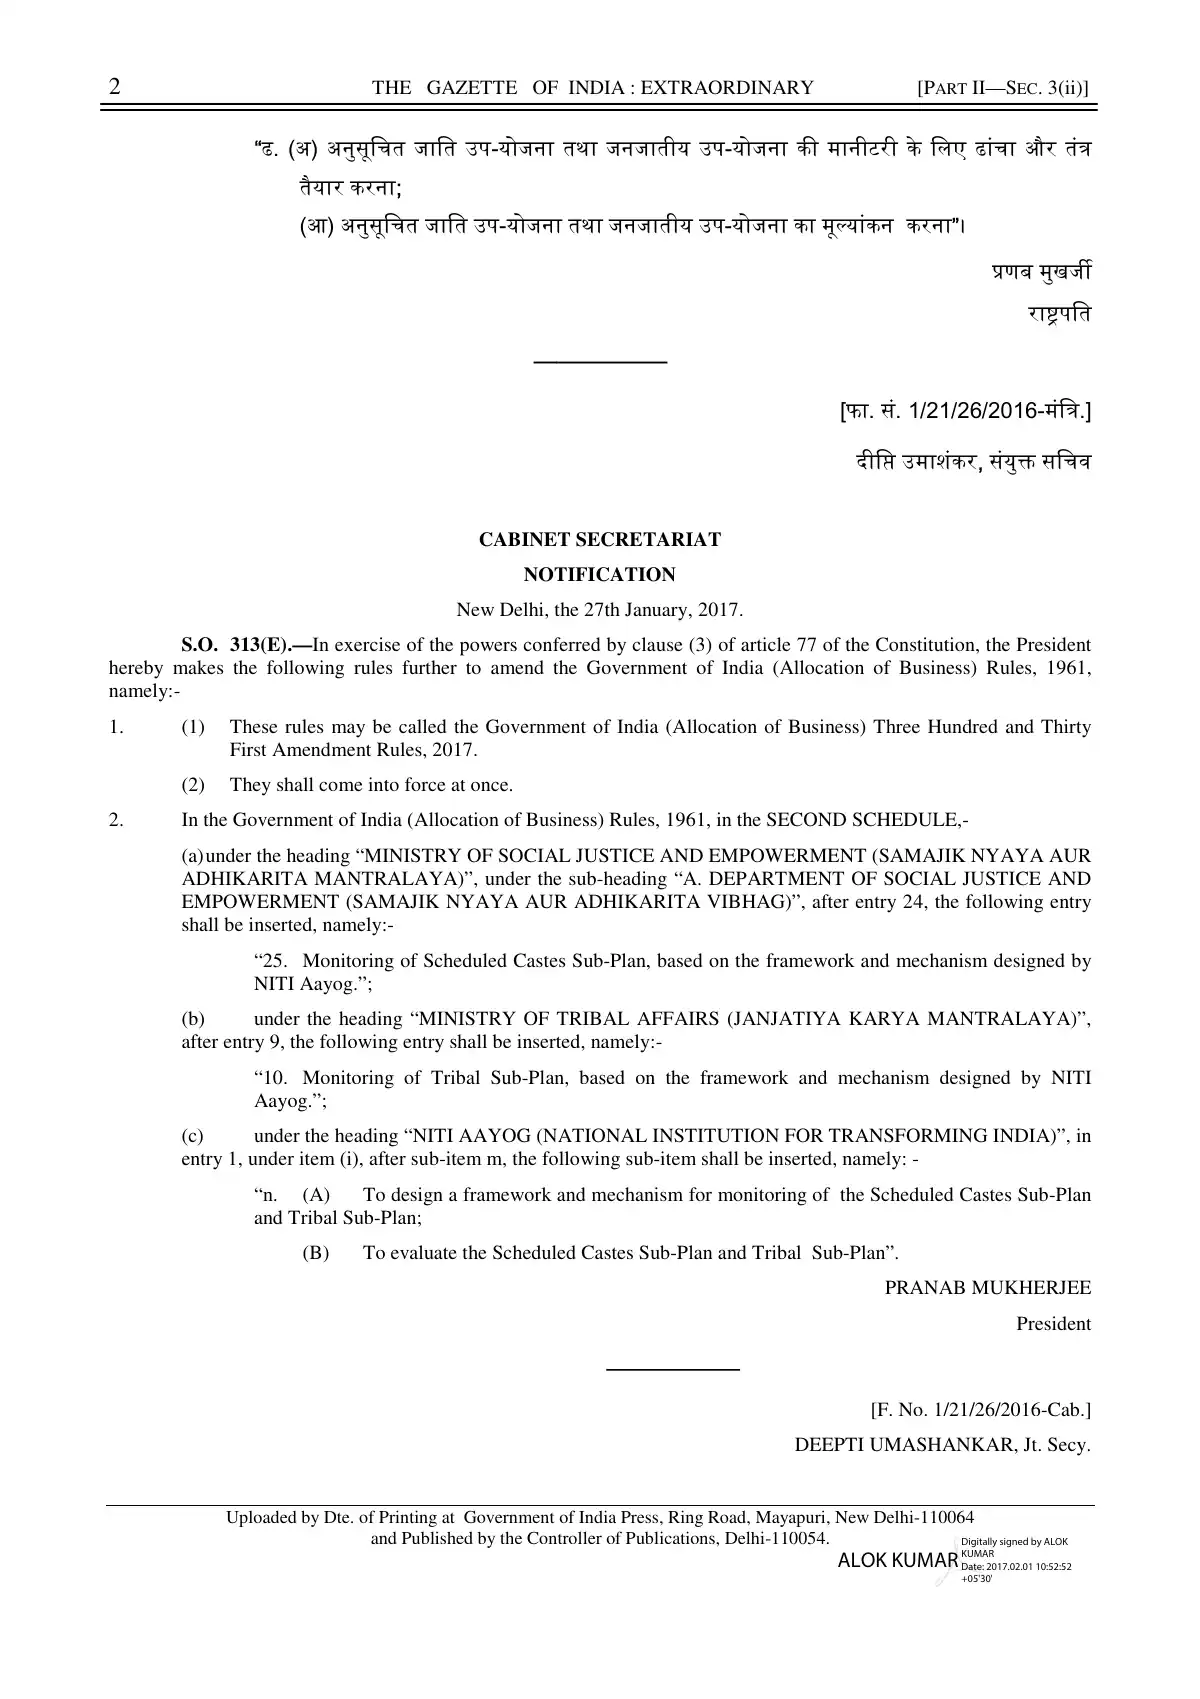 2 THE GAZETTE OF INDIA : EXTRAORDINARY [PART II—SEC. 3(ii)]
“ढ. (अ) अनुसूचित जाति उप-योजना तथा जनजातीय उप-योजना की मानीटरी के लिए ढांचा और तंत्र
तैयार करना;
(आ) अनुसूचित जाति उप-योजना तथा जनजातीय उप-योजना का मूल्यांकन करना”।
प्रणब मुखर्जी
राष्ट्रपति
[फा. सं. 1/21/26/2016-मंत्रि.]
दीप्ति उमाशंकर, संयुक्त सचिव
CABINET SECRETARIAT
NOTIFICATION
New Delhi, the 27th January, 2017.
S.O. 313(E).—In exercise of the powers conferred by clause (3) of article 77 of the Constitution, the President
hereby makes the following rules further to amend the Government of India (Allocation of Business) Rules, 1961,
namely:-
1. (1) These rules may be called the Government of India (Allocation of Business) Three Hundred and Thirty
First Amendment Rules, 2017.
(2) They shall come into force at once.
2. In the Government of India (Allocation of Business) Rules, 1961, in the SECOND SCHEDULE,-
(a)under the heading “MINISTRY OF SOCIAL JUSTICE AND EMPOWERMENT (SAMAJIK NYAYA AUR
ADHIKARITA MANTRALAYA)”, under the sub-heading “A. DEPARTMENT OF SOCIAL JUSTICE AND
EMPOWERMENT (SAMAJIK NYAYA AUR ADHIKARITA VIBHAG)”, after entry 24, the following entry
shall be inserted, namely:-
“25. Monitoring of Scheduled Castes Sub-Plan, based on the framework and mechanism designed by
NITI Aayog.”;
(b) under the heading “MINISTRY OF TRIBAL AFFAIRS (JANJATIYA KARYA MANTRALAYA)”,
after entry 9, the following entry shall be inserted, namely:-
“10. Monitoring of Tribal Sub-Plan, based on the framework and mechanism designed by NITI
Aayog.”;
(c) under the heading “NITI AAYOG (NATIONAL INSTITUTION FOR TRANSFORMING INDIA)”, in
entry 1, under item (i), after sub-item m, the following sub-item shall be inserted, namely: -
“n. (A) To design a framework and mechanism for monitoring of the Scheduled Castes Sub-Plan
and Tribal Sub-Plan;
(B) To evaluate the Scheduled Castes Sub-Plan and Tribal Sub-Plan”.
PRANAB MUKHERJEE
President
[F. No. 1/21/26/2016-Cab.]
DEEPTI UMASHANKAR, Jt. Secy.
Uploaded by Dte. of Printing at Government of India Press, Ring Road, Mayapuri, New Delhi-110064
and Published by the Controller of Publications, Delhi-110054.
ALOK KUMAR
Digitally signed by ALOK
KUMAR
Date: 2017.02.01 10:52:52
+05'30'